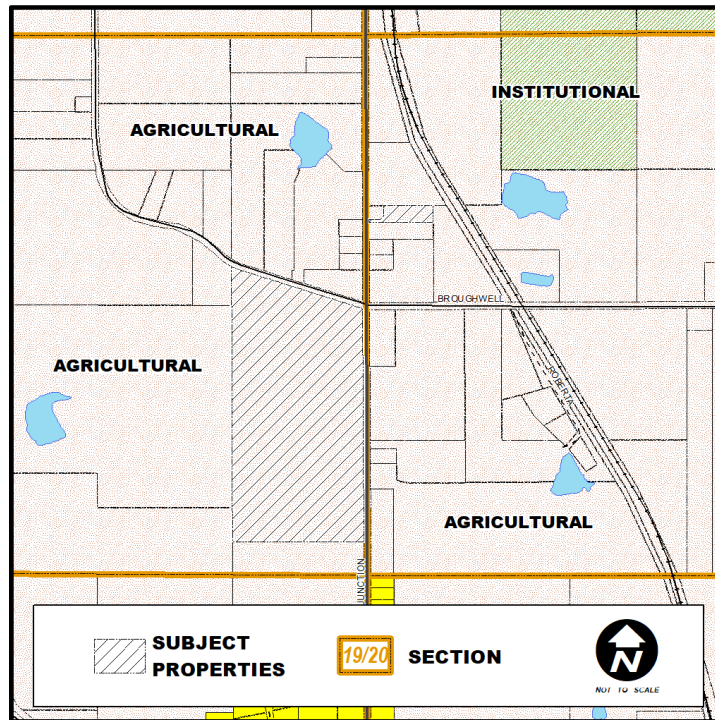 INSTITUTIONAL
AGRICULTURAL
BROUGHWELL
AGRICULTURAL
ROBERTA
AGRICULTURAL
JUNCTION
SUBJECT
PROPERTIES
19/20
SECTION
N
NOT TO SCALE